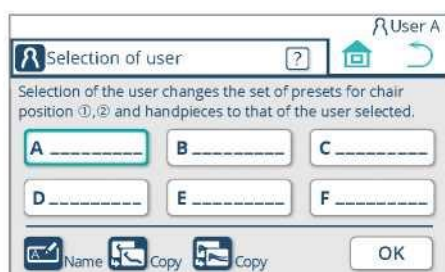 User A
Selection of user ?
Selection of the user changes the set of presets for chair
position ①,② and handpieces to that of the user selected.
A _________ B _________ C _________
D _________ E _________ F _________
A Name Copy Copy OK